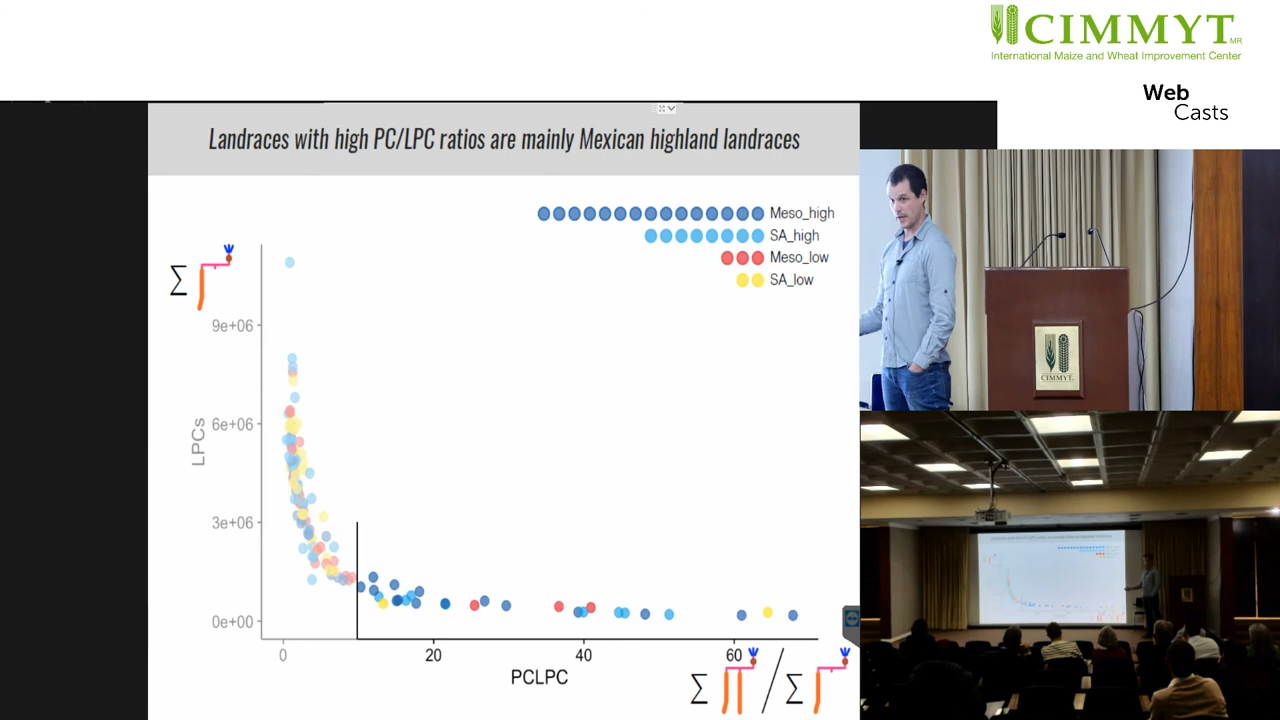 CIMMYT MR
International Maize and Wheat Improvement Center
Web
Casts
Landraces with high PC/LPC ratios are mainly Mexican highland landraces
Meso_high
SA_high
Meso_low
SA_low
∑
9e+06
6e+06
3e+06
0e+00
LPCs
0
20
40
60
PCLPC
∑ / ∑
CIMMYT.